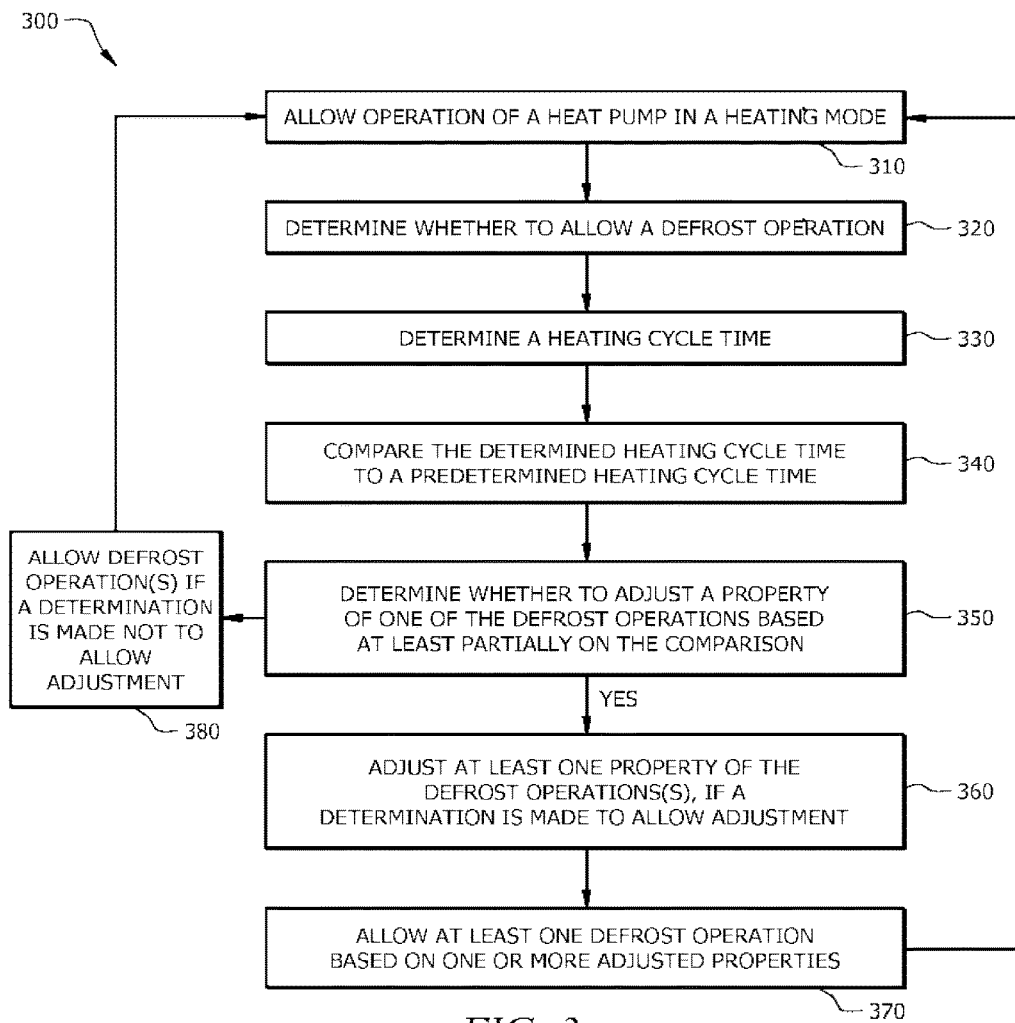 300
ALLOW OPERATION OF A HEAT PUMP IN A HEATING MODE
310
DETERMINE WHETHER TO ALLOW A DEFROST OPERATION
320
DETERMINE A HEATING CYCLE TIME
330
COMPARE THE DETERMINED HEATING CYCLE TIME
TO A PREDETERMINED HEATING CYCLE TIME
340
DETERMINE WHETHER TO ADJUST A PROPERTY
OF ONE OF THE DEFROST OPERATIONS BASED
AT LEAST PARTIALLY ON THE COMPARISON
350
ALLOW DEFROST
OPERATION(S) IF
A DETERMINATION
IS MADE NOT TO
ALLOW
ADJUSTMENT
380
YES
ADJUST AT LEAST ONE PROPERTY OF THE
DEFROST OPERATIONS(S), IF A
DETERMINATION IS MADE TO ALLOW ADJUSTMENT
360
ALLOW AT LEAST ONE DEFROST OPERATION
BASED ON ONE OR MORE ADJUSTED PROPERTIES
370
FIG. 3